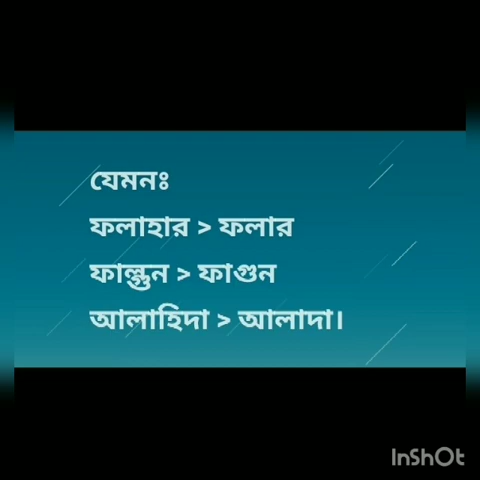 যেমনঃ
ফলাহার > ফলার
ফাল্গুন > ফাগুন
আলাহিদা > আলাদা।
InShOt